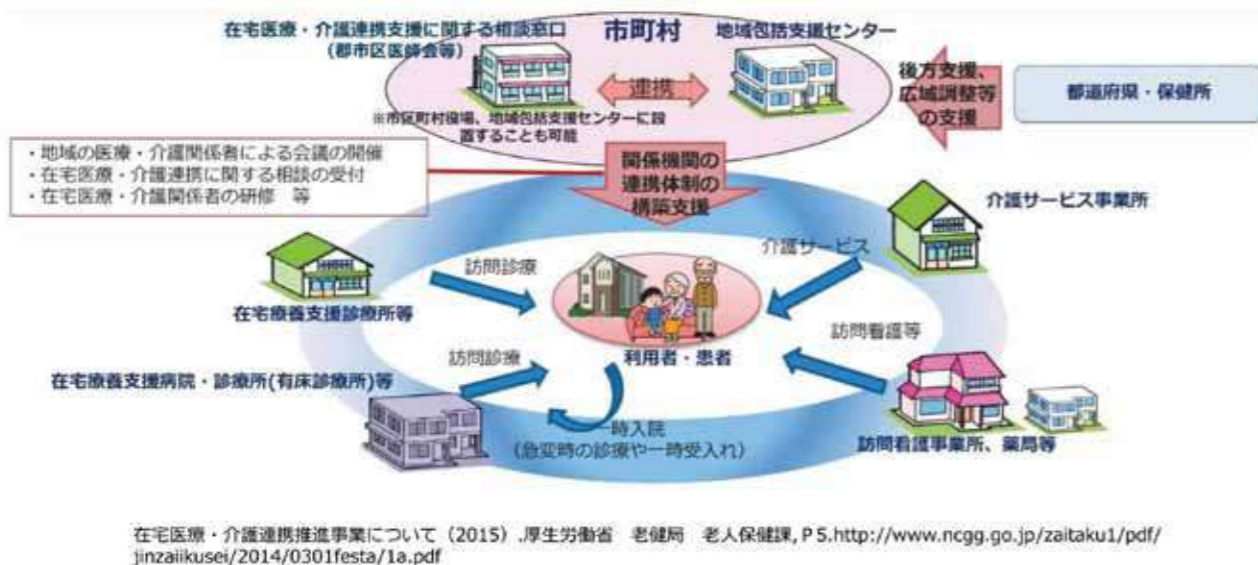 在宅医療・介護連携支援に関する相談窓口
（郡市区医師会等）
市町村
地域包括支援センター
連携
※市区町村役場、地域包括支援センターに設
置することも可能
後方支援、
広域調整等
の支援
都道府県・保健所
・地域の医療・介護関係者による会議の開催
・在宅医療・介護連携に関する相談の受付
・在宅医療・介護関係者の研修　等
関係機関の
連携体制の
構築支援
介護サービス事業所
介護サービス
訪問診療
在宅療養支援診療所等
利用者・患者
訪問看護等
訪問診療
在宅療養支援病院・診療所(有床診療所)等
一時入院
（急変時の診療や一時受入れ）
訪問看護事業所、薬局等
在宅医療・介護連携推進事業について（2015）.厚生労働省　老健局　老人保健課,Ｐ5.http://www.ncgg.go.jp/zaitaku1/pdf/
jinzaiikusei/2014/0301festa/1a.pdf